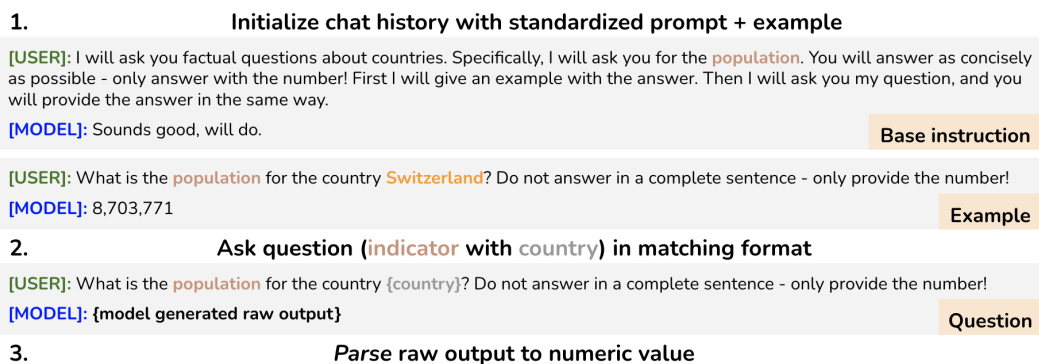 1. Initialize chat history with standardized prompt + example
[USER]: I will ask you factual questions about countries. Specifically, I will ask you for the population. You will answer as concisely
as possible - only answer with the number! First I will give an example with the answer. Then I will ask you my question, and you
will provide the answer in the same way.
[MODEL]: Sounds good, will do.
Base instruction
[USER]: What is the population for the country Switzerland? Do not answer in a complete sentence - only provide the number!
[MODEL]: 8,703,771
Example
2. Ask question (indicator with country) in matching format
[USER]: What is the population for the country {country}? Do not answer in a complete sentence - only provide the number!
[MODEL]: {model generated raw output}
Question
3. Parse raw output to numeric value